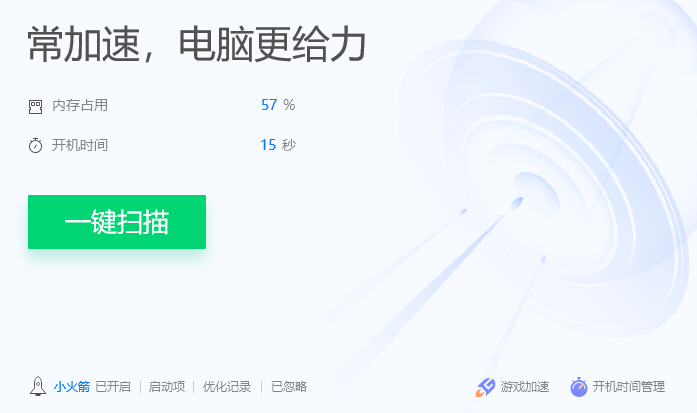 常加速，电脑更给力
内存占用 57 %
开机时间 15 秒
一键扫描
小火箭 已开启 | 启动项 | 优化记录 | 已忽略 游戏加速 开机时间管理